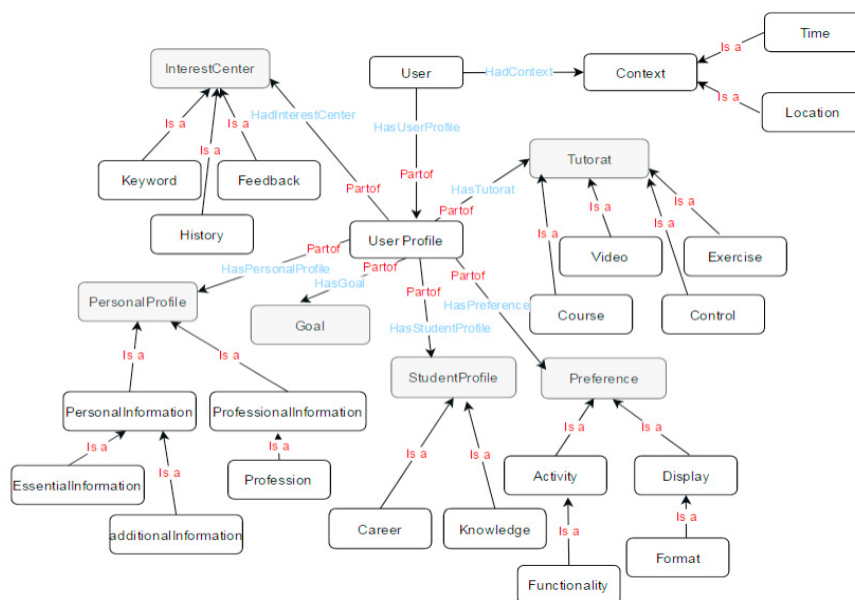 Time
InterestCenter
User
HadContext
Context
Is a
Is a
Location
HadInterestCenter
HasUserProfile
Is a
Is a
Is a
Tutorat
Keyword
Feedback
Partof
Partof
HasTutorat
Partof
Is a
Is a
Is a
Is a
History
User Profile
Video
Exercise
Partof
Partof
Partof
Partof
HasPersonalProfile
HasGoal
HasPreference
PersonalProfile
Goal
HasStudentProfile
Course
Control
Is a
Is a
StudentProfile
Preference
PersonalInformation
ProfessionalInformation
Is a
Is a
Is a
Is a
Is a
Is a
Is a
EssentialInformation
Profession
Activity
Display
additionalInformation
Career
Knowledge
Is a
Is a
Format
Functionality